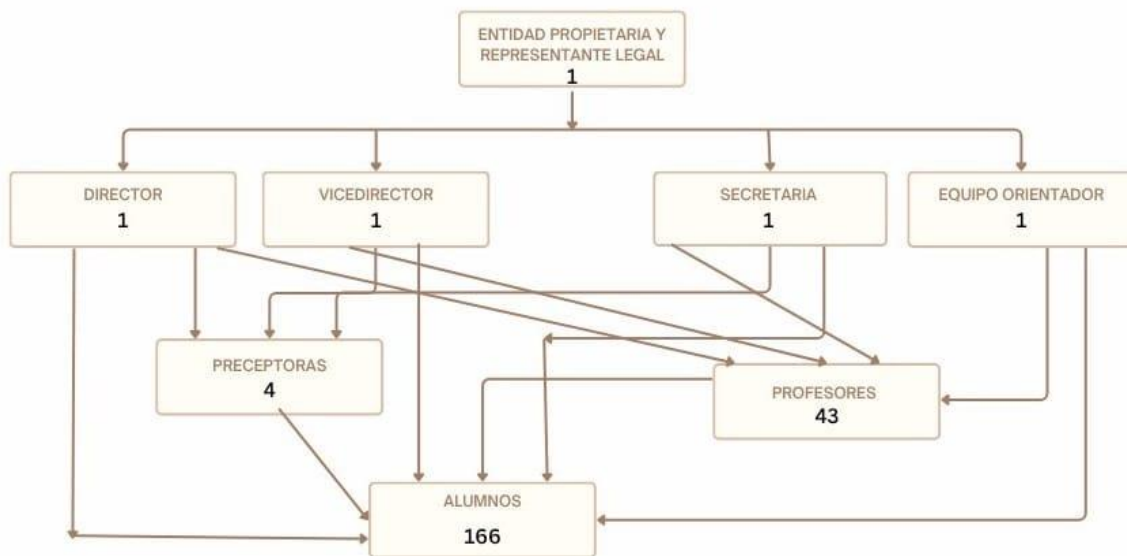 ENTIDAD PROPIETARIA Y
REPRESENTANTE LEGAL
1
DIRECTOR
1
VICEDIRECTOR
1
SECRETARIA
1
EQUIPO ORIENTADOR
1
PRECEPTORAS
4
PROFESORES
43
ALUMNOS
166